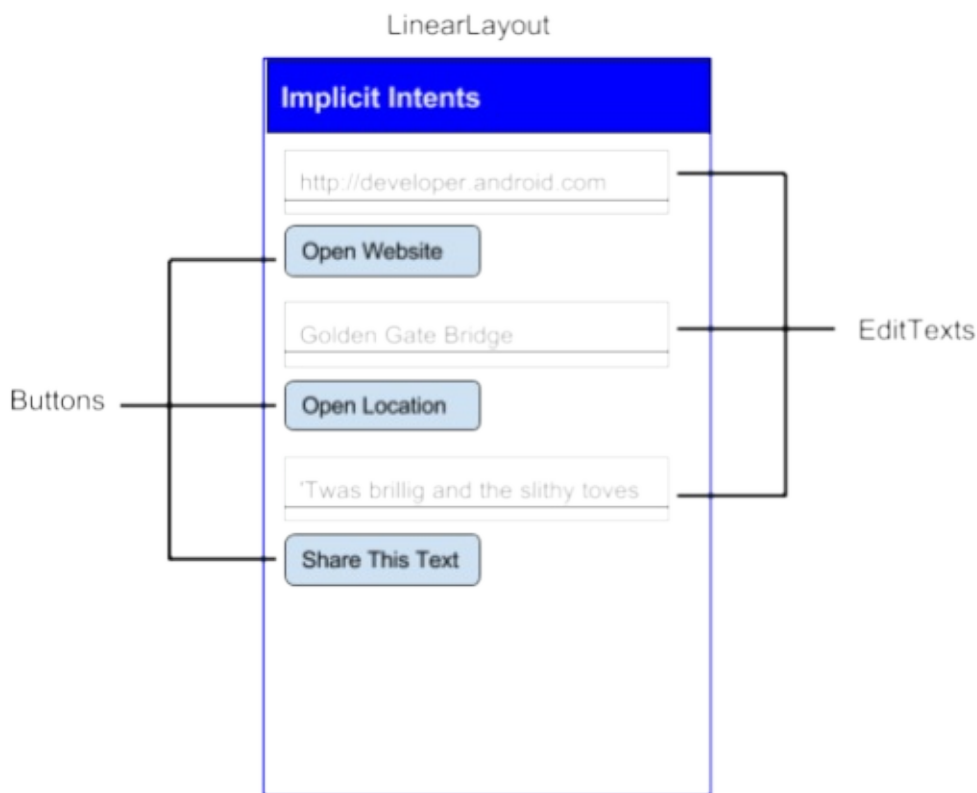 LinearLayout
Implicit Intents
http://developer.android.com
Open Website
Golden Gate Bridge
EditTexts
Buttons
Open Location
'Twas brillig and the slithy toves
Share This Text